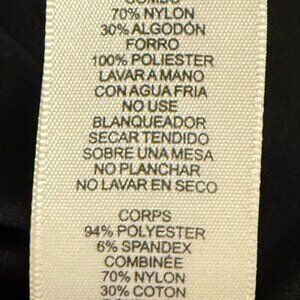 COMBO
70% NYLON
30% ALGODÓN
FORRO
100% POLIESTER
LAVAR A MANO
CON AGUA FRIA
NO USE
BLANQUEADOR
SECAR TENDIDO
SOBRE UNA MESA
NO PLANCHAR
NO LAVAR EN SECO
CORPS
94% POLYESTER
6% SPANDEX
COMBINÉE
70% NYLON
30% COTON